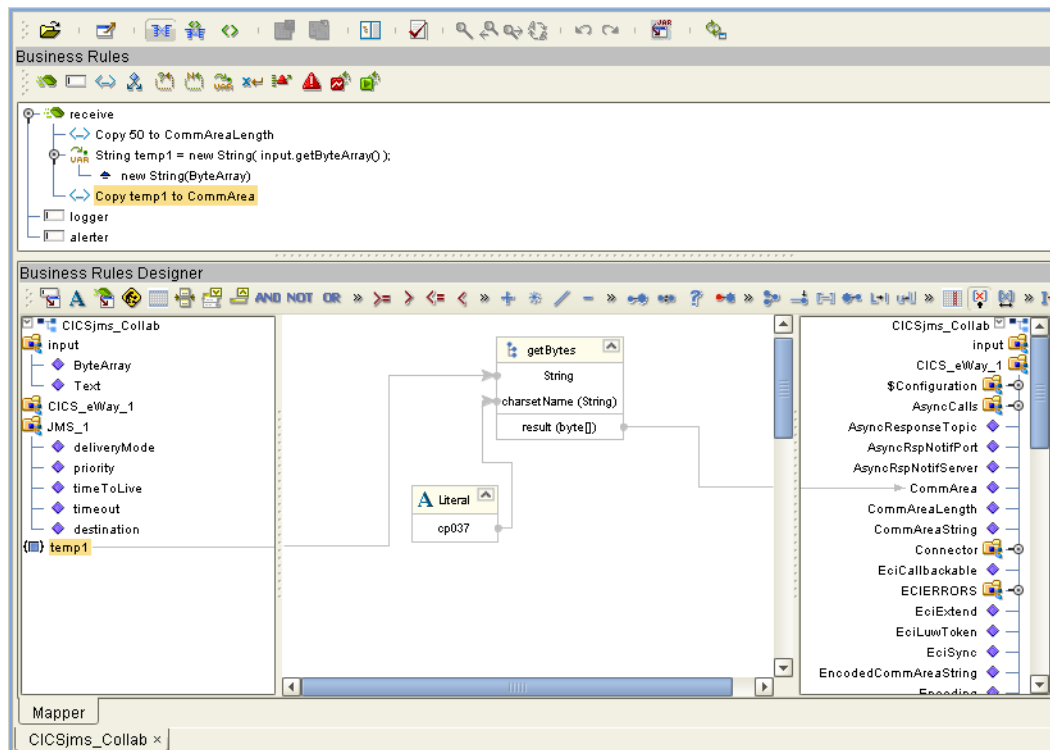 JAR
Business Rules
receive
Copy 50 to CommAreaLength
VAR String temp1 = new String( input.getByteArray() );
new String(ByteArray)
Copy temp1 to CommArea
logger
alerter
Business Rules Designer
A AND NOT OR » >= > <= < » + / - » ? » » »
CICSjms_Collab
input
ByteArray
Text
CICS_eWay_1
JMS_1
deliveryMode
priority
timeToLive
timeout
destination
{ } temp1
getBytes
String
charsetName (String)
result (byte[])
A Literal
cp037
CICSjms_Collab
input
CICS_eWay_1
$Configuration
AsyncCalls
AsyncResponseTopic
AsyncRspNotifPort
AsyncRspNotifServer
CommArea
CommAreaLength
CommAreaString
Connector
EciCallbackable
ECIERRORS
EciExtend
EciLuwToken
EciSync
EncodedCommAreaString
Encoding
Mapper
CICSjms_Collab ×